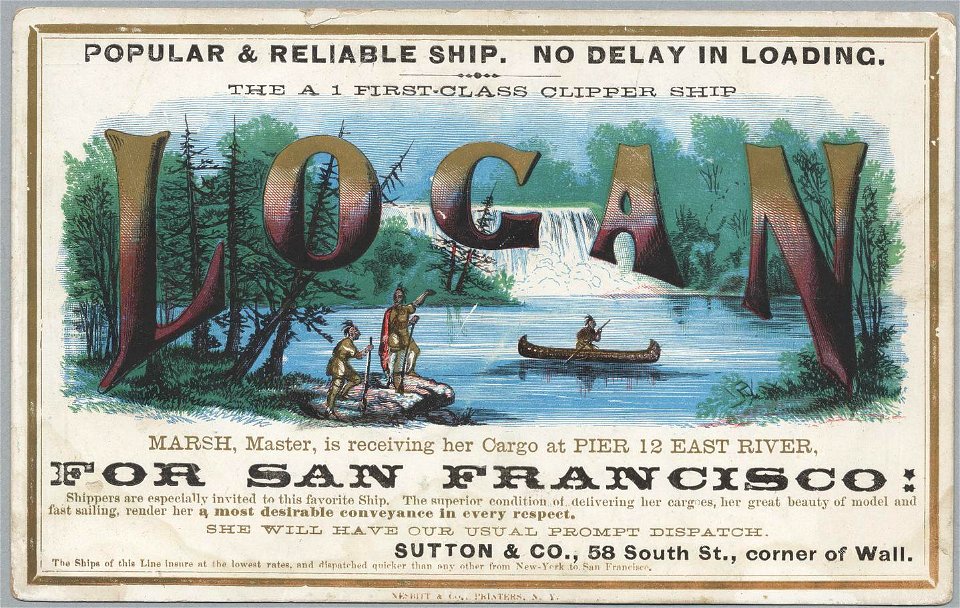 POPULAR & RELIABLE SHIP. NO DELAY IN LOADING.
THE A 1 FIRST-CLASS CLIPPER SHIP
LOGAN
MARSH, Master, is receiving her Cargo at PIER 12 EAST RIVER,
FOR SAN FRANCISCO:
Shippers are especially invited to this favorite Ship. The superior condition of delivering her cargoes, her great beauty of model and
fast sailing, render her a most desirable conveyance in every respect.
SHE WILL HAVE OUR USUAL PROMPT DISPATCH.
SUTTON & CO., 58 South St., corner of Wall.
The Ships of this Line insure at the lowest rates, and dispatched quicker than any other from New-York to San Francisco.
NESBITT & CO., PRINTERS, N. Y.